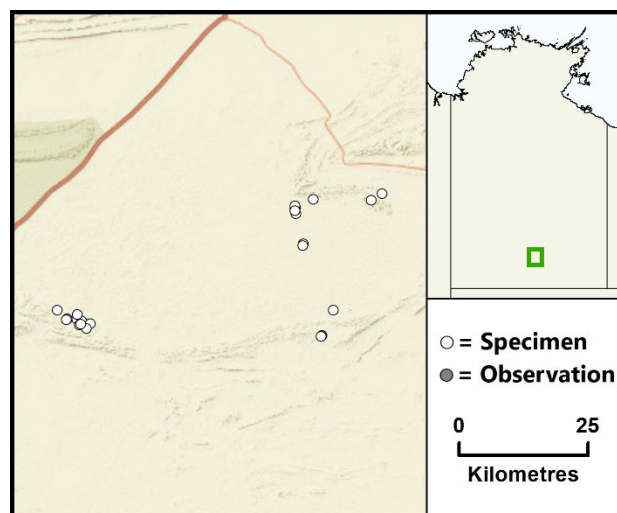 ○ = Specimen
● = Observation
0 25
Kilometres